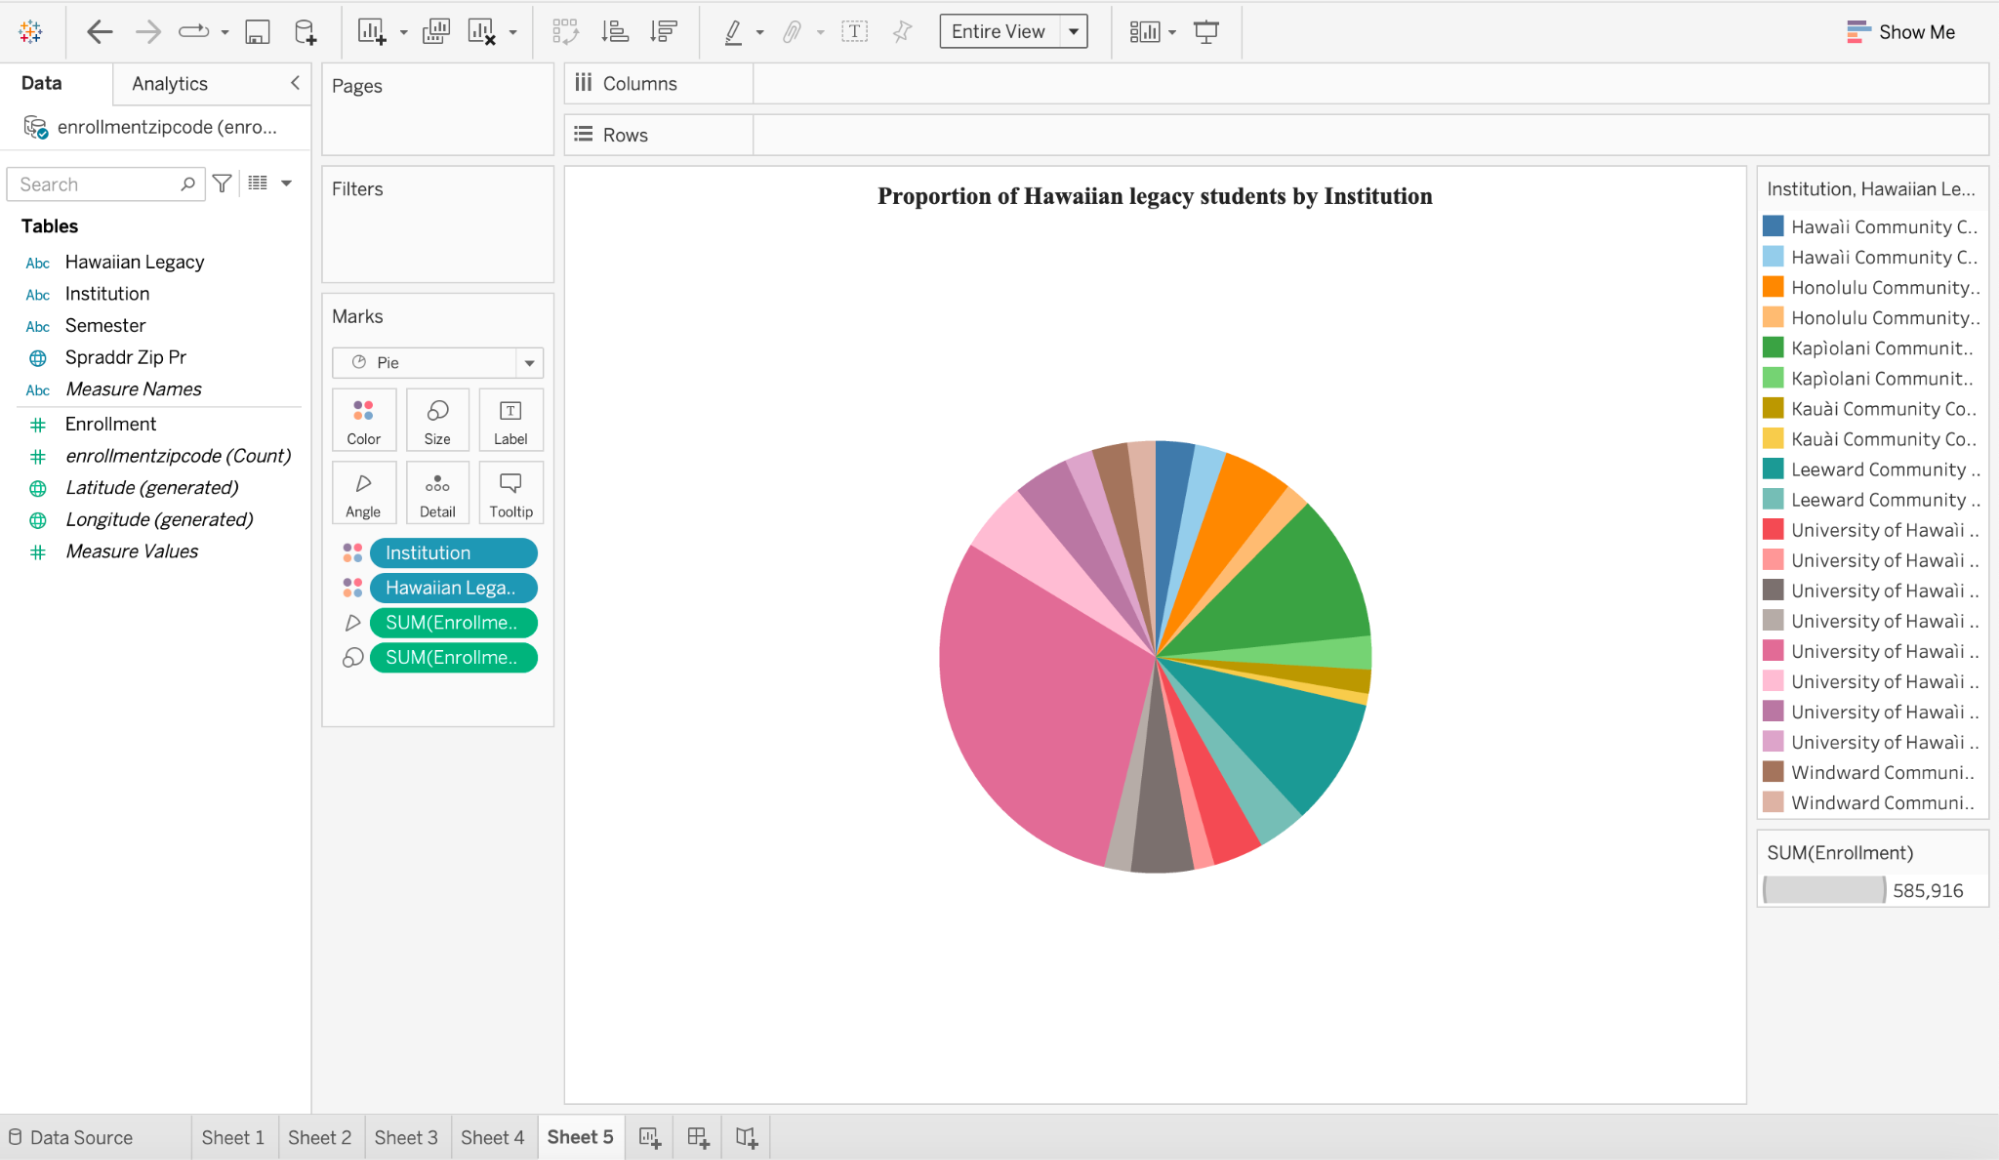 Entire View
Show Me
Data
Analytics
Pages
Columns
enrollmentzipcode (enro...
Rows
Search
Filters
Proportion of Hawaiian legacy students by Institution
Institution, Hawaiian Le...
Tables
Abc Hawaiian Legacy
Abc Institution
Abc Semester
Spraddr Zip Pr
Abc Measure Names
Enrollment
enrollmentzipcode (Count)
Latitude (generated)
Longitude (generated)
Measure Values
Marks
Pie
Color
Size
T
Label
Angle
Detail
Tooltip
Institution
Hawaiian Lega..
SUM(Enrollme..
SUM(Enrollme..
Hawaìi Community C..
Hawaìi Community C..
Honolulu Community..
Honolulu Community..
Kapìolani Communit..
Kapìolani Communit..
Kauài Community Co..
Kauài Community Co..
Leeward Community ..
Leeward Community ..
University of Hawaìi ..
University of Hawaìi ..
University of Hawaìi ..
University of Hawaìi ..
University of Hawaìi ..
University of Hawaìi ..
University of Hawaìi ..
University of Hawaìi ..
Windward Communi..
Windward Communi..
SUM(Enrollment)
585,916
Data Source
Sheet 1
Sheet 2
Sheet 3
Sheet 4
Sheet 5